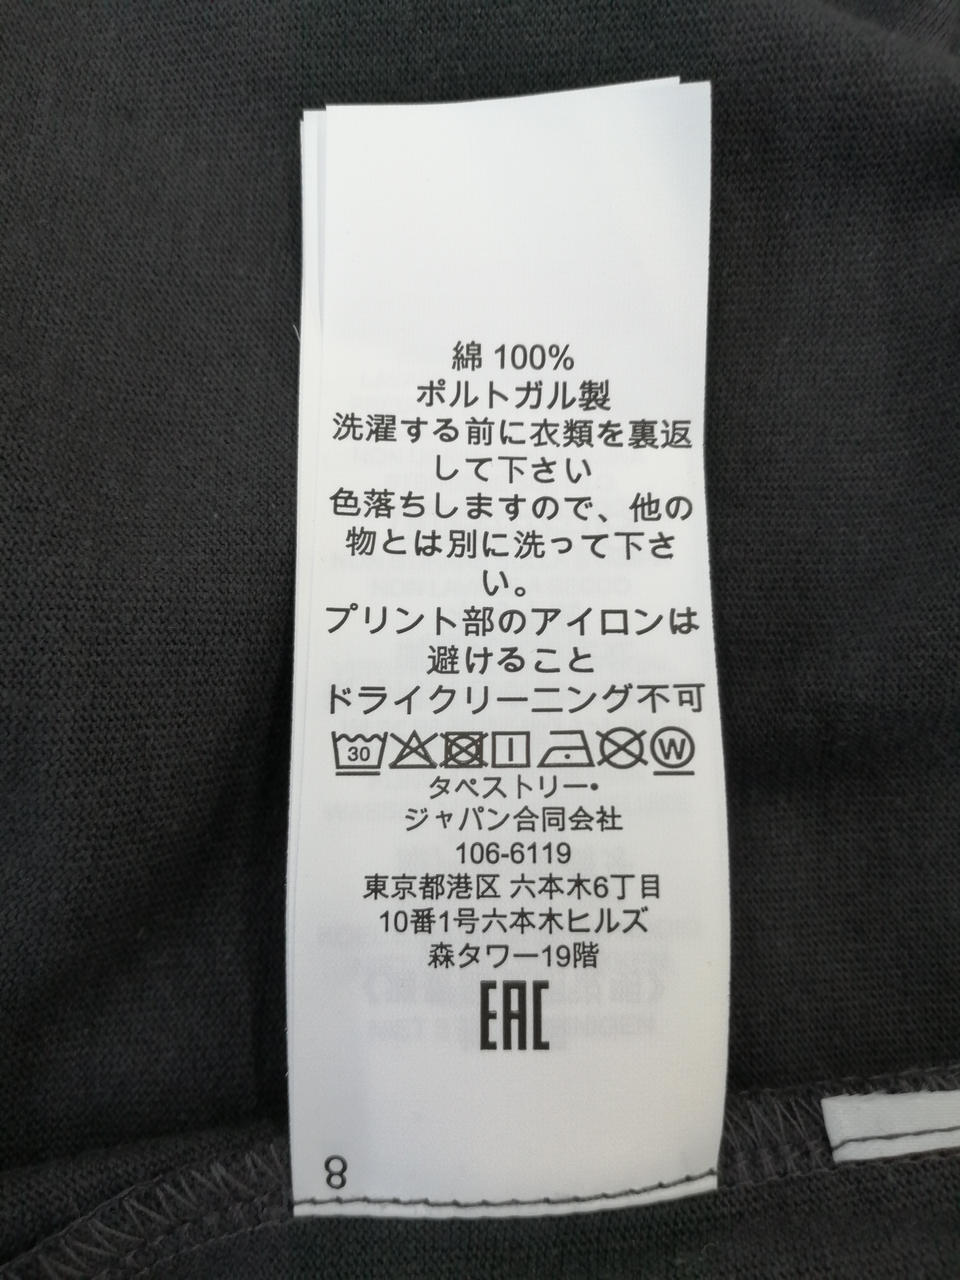 綿 100%
ポルトガル製
洗濯する前に衣類を裏返
して下さい
色落ちしますので、他の
物とは別に洗って下さ
い。
プリント部のアイロンは
避けること
ドライクリーニング不可
30 W
タペストリー・
ジャパン合同会社
106-6119
東京都港区 六本木6丁目
10番1号六本木ヒルズ
森タワー19階
EAC
8